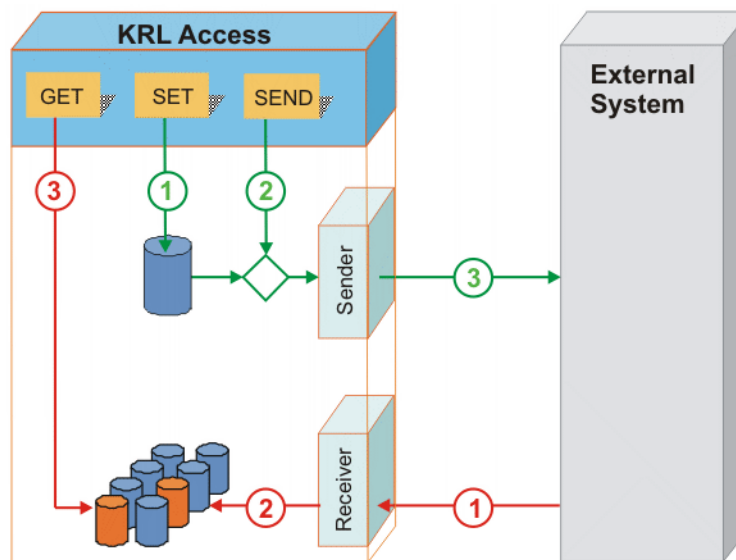 KRL Access
GET
SET
SEND
External
System
3
1
2
Sender
3
Receiver
2
1